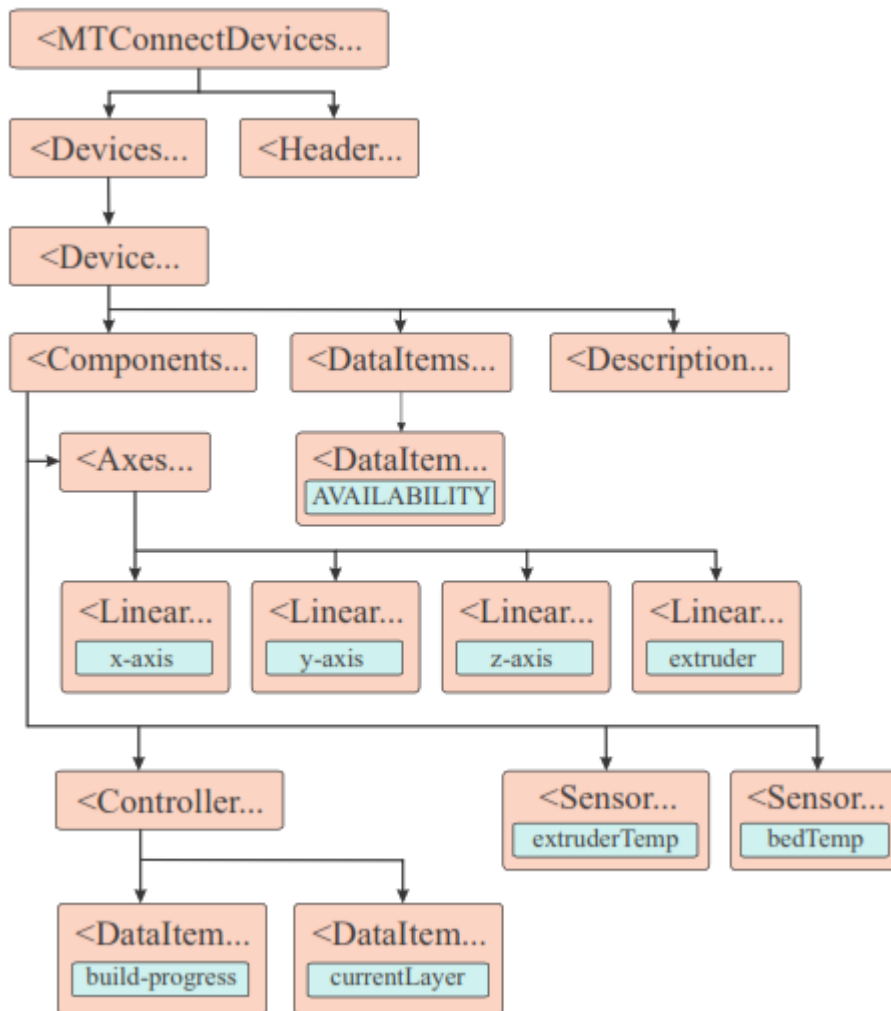 <MTConnectDevices...
<Devices...
<Header...
<Device...
<Components...
<DataItems...
<Description...
<Axes...
<DataItem...
AVAILABILITY
<Linear...
x-axis
<Linear...
y-axis
<Linear...
z-axis
<Linear...
extruder
<Controller...
<Sensor...
extruderTemp
<Sensor...
bedTemp
<DataItem...
build-progress
<DataItem...
currentLayer